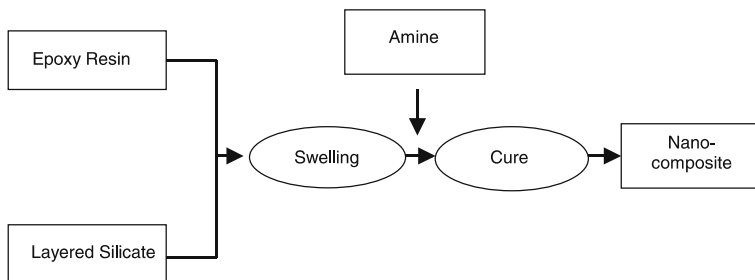 Amine
Epoxy Resin
Swelling
Cure
Nano-
composite
Layered Silicate